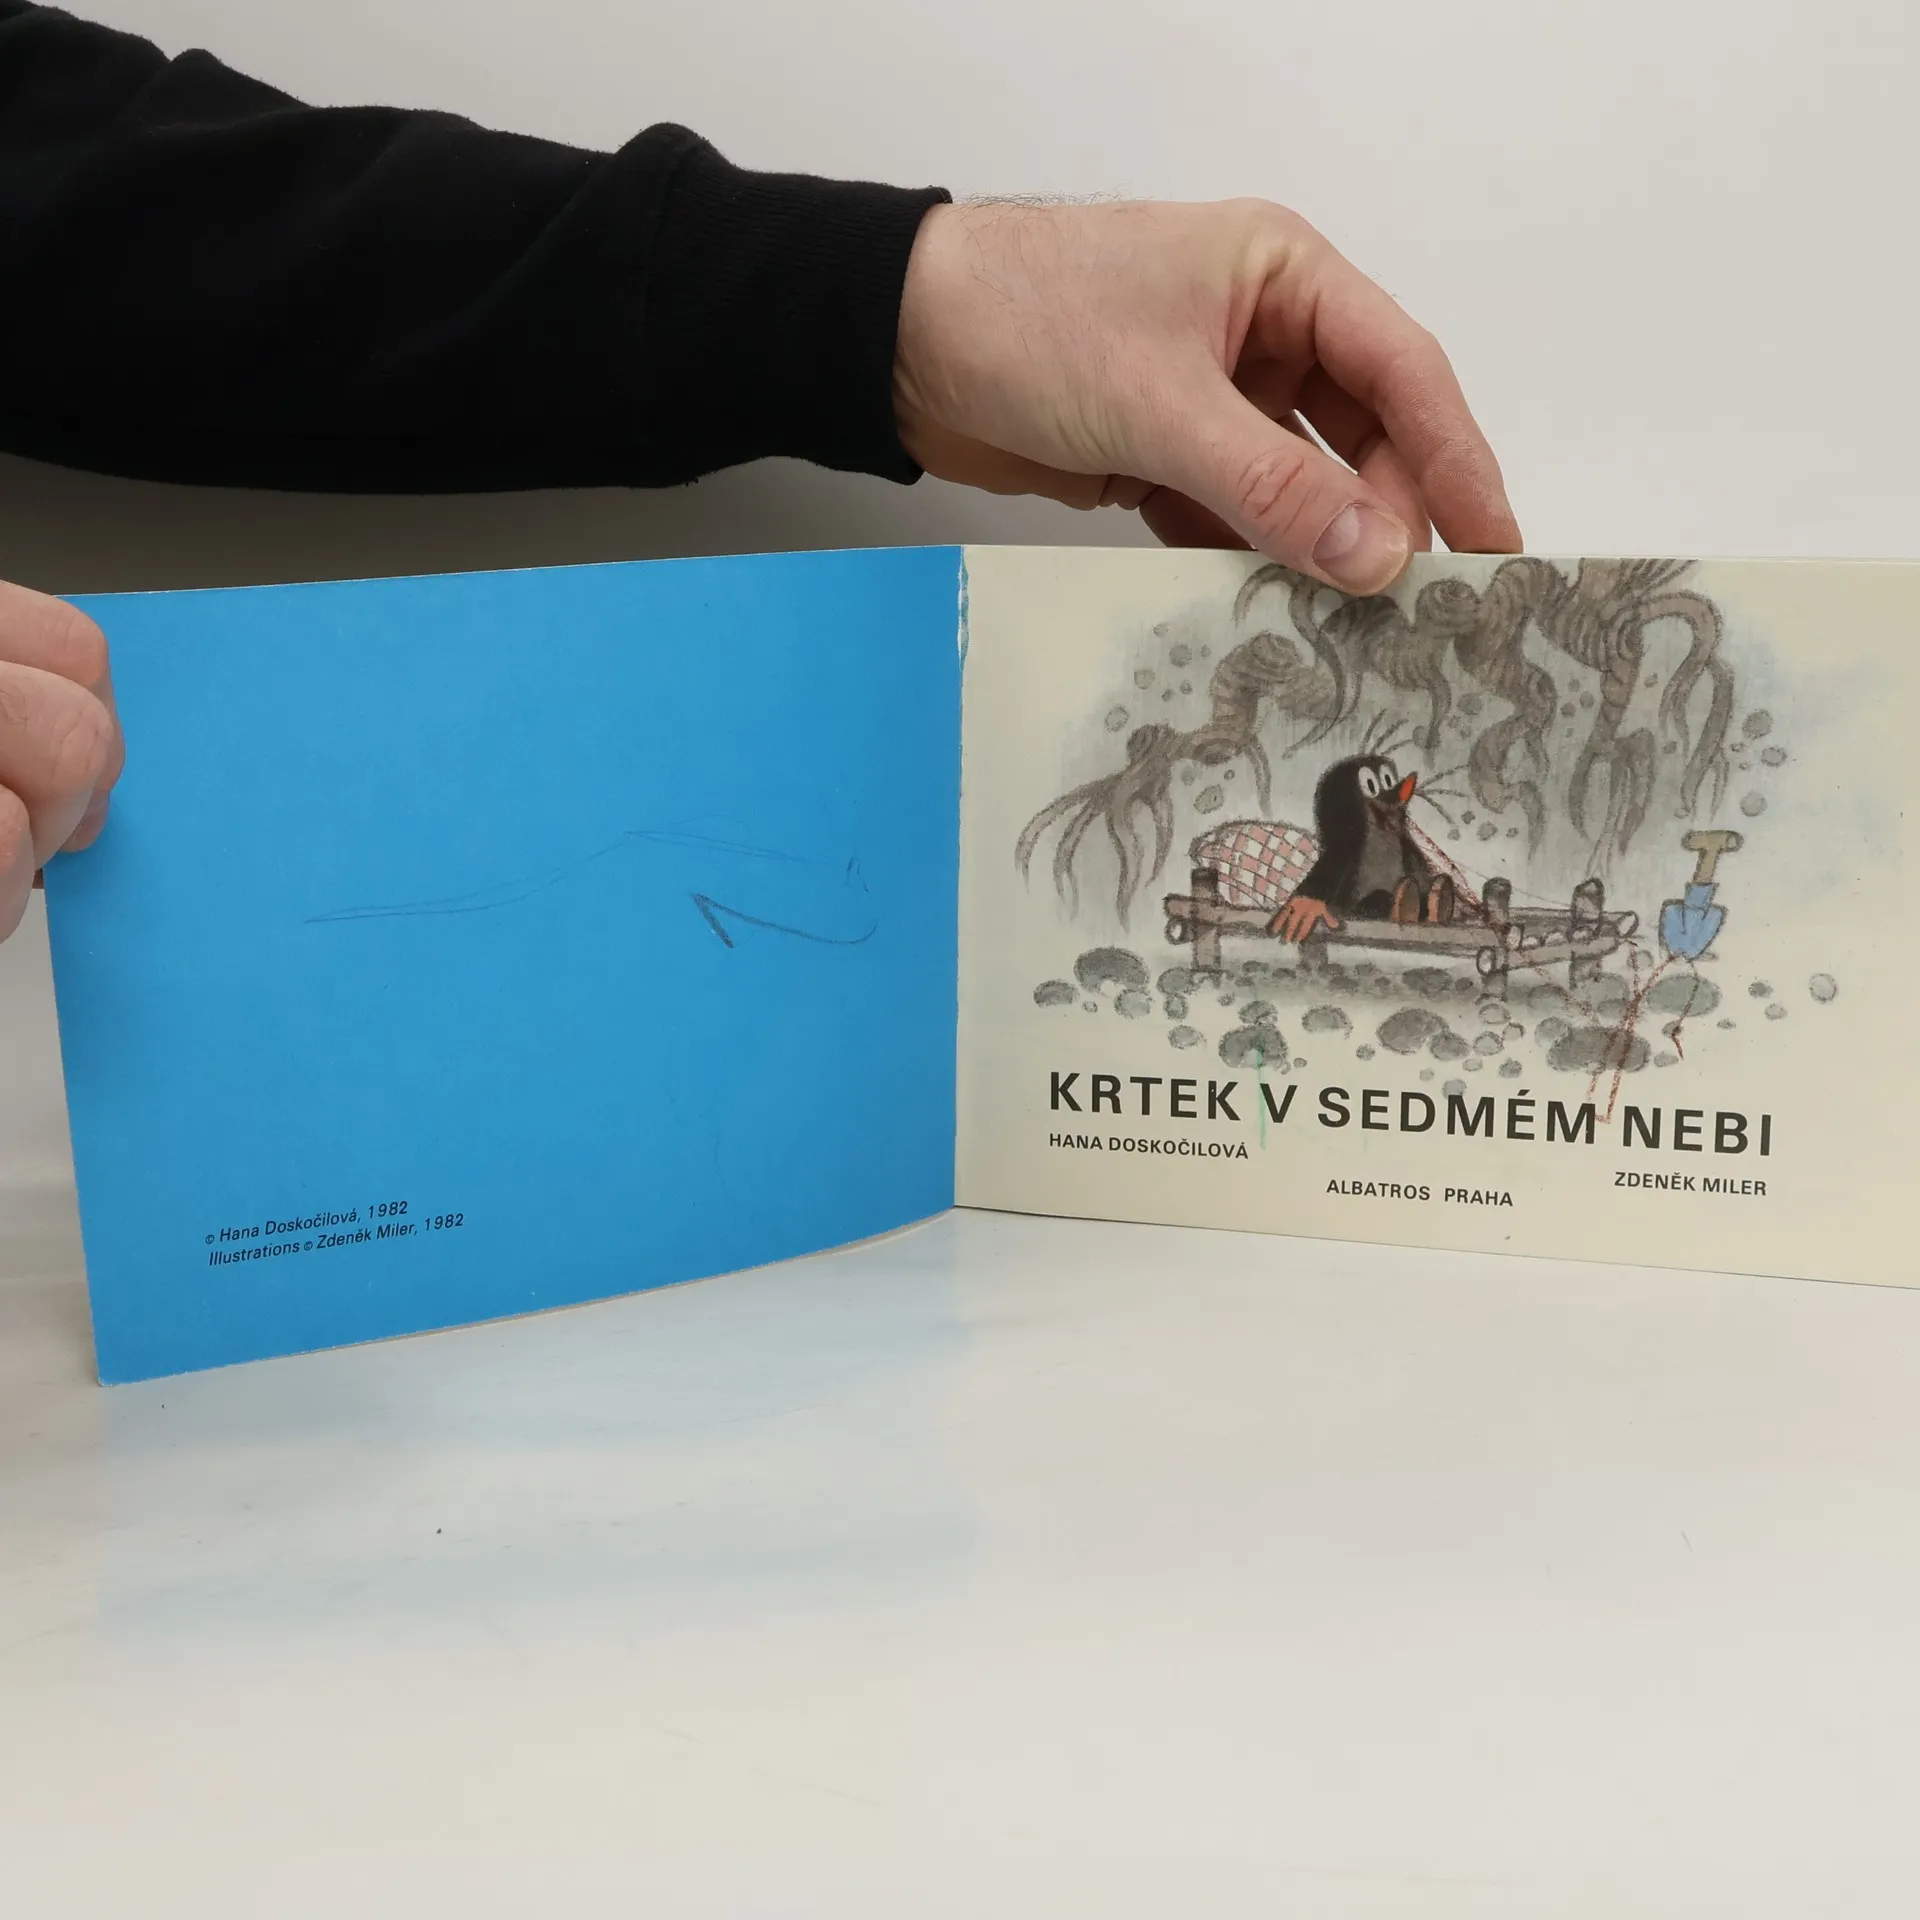 © Hana Doskočilová, 1982
Illustrations © Zdeněk Miler, 1982
KRTEK V SEDMÉM NEBI
HANA DOSKOČILOVÁ
ZDENĚK MILER
ALBATROS PRAHA